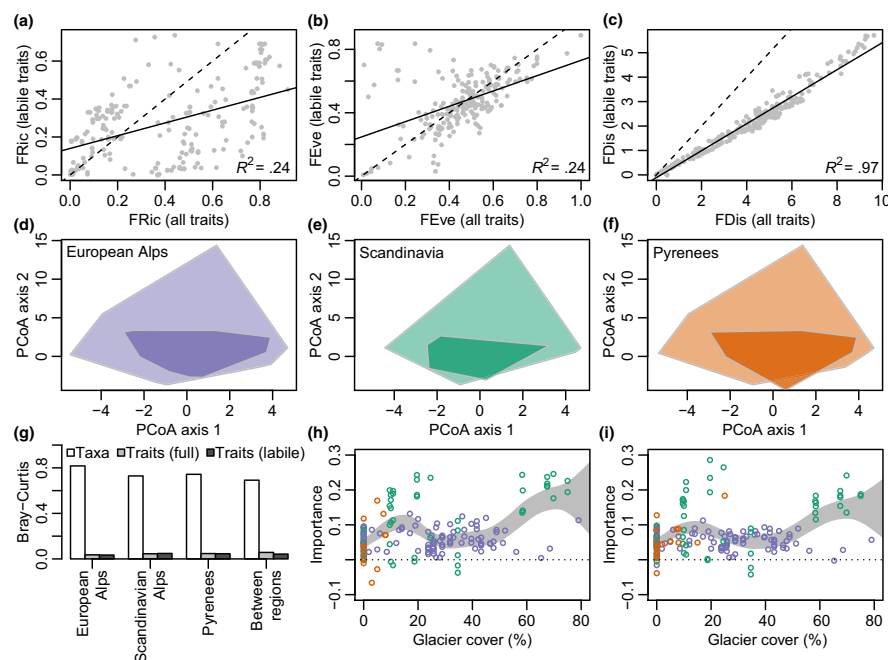 (a)
FRic (labile traits)
0.0 0.2 0.4 0.6
0.0 0.2 0.4 0.6 0.8
FRic (all traits)
R² = .24
(b)
FEve (labile traits)
0.0 0.2 0.4 0.6 0.8
0.0 0.2 0.4 0.6 0.8 1.0
FEve (all traits)
R² = .24
(c)
FDis (labile traits)
0 1 2 3 4 5
0 2 4 6 8 10
FDis (all traits)
R² = .97
(d)
European Alps
PCoA axis 2
0 5 10 15
−4 −2 0 2 4
PCoA axis 1
(e)
Scandinavia
PCoA axis 2
0 5 10 15
−4 −2 0 2 4
PCoA axis 1
(f)
Pyrenees
PCoA axis 2
0 5 10 15
−4 −2 0 2 4
PCoA axis 1
(g)
Taxa Traits (full) Traits (labile)
Bray−Curtis
0.0 0.4 0.8
European
Alps
Scandinavian
Alps
Pyrenees
Between
regions
(h)
Importance
−0.1 0.1 0.2 0.3
0 20 40 60 80
Glacier cover (%)
(i)
Importance
−0.1 0.1 0.2 0.3
0 20 40 60 80
Glacier cover (%)